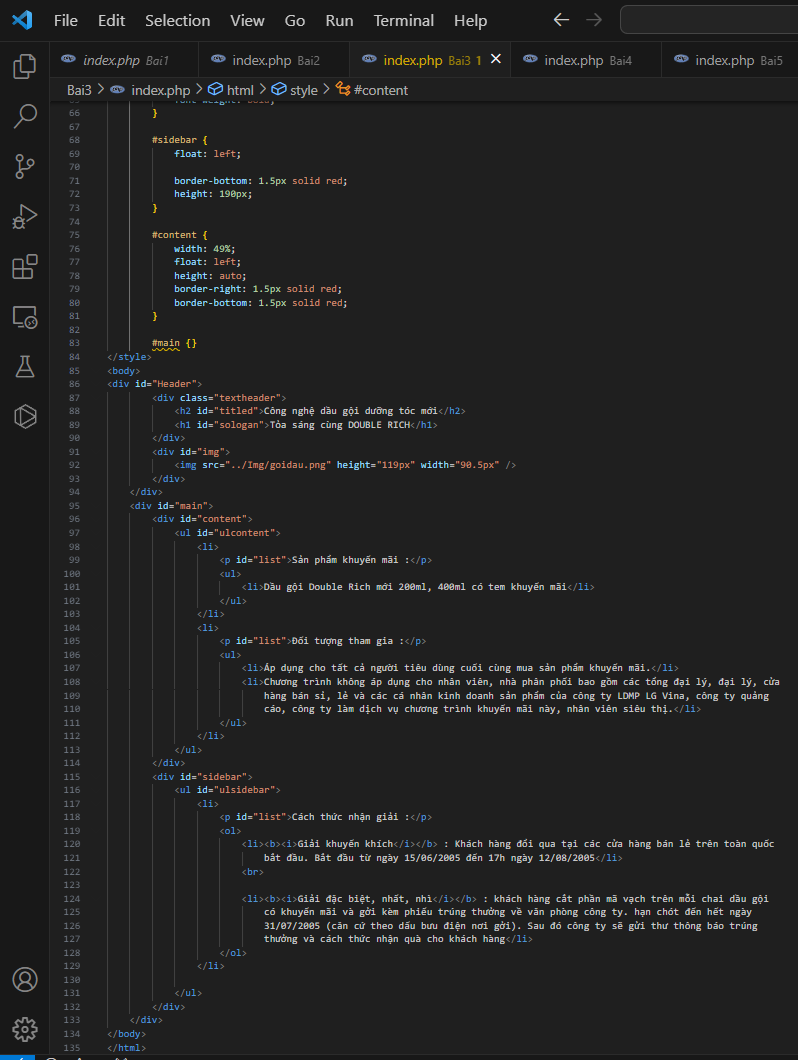 File Edit Selection View Go Run Terminal Help
index.php Bai1 index.php Bai2 index.php Bai3 1 index.php Bai4 index.php Bai5
Bai3 > index.php > html > style > #content
66 }
67
68 #sidebar {
69 float: left;
70
71 border-bottom: 1.5px solid red;
72 height: 190px;
73 }
74
75 #content {
76 width: 49%;
77 float: left;
78 height: auto;
79 border-right: 1.5px solid red;
80 border-bottom: 1.5px solid red;
81 }
82
83 #main {}
84 </style>
85 <body>
86 <div id="Header">
87 <div class="textheader">
88 <h2 id="titled">Công nghệ dầu gội dưỡng tóc mới</h2>
89 <h1 id="sologan">Tỏa sáng cùng DOUBLE RICH</h1>
90 </div>
91 <div id="img">
92 <img src="../Img/goidau.png" height="119px" width="90.5px" />
93 </div>
94 </div>
95 <div id="main">
96 <div id="content">
97 <ul id="ulcontent">
98 <li>
99 <p id="list">Sản phẩm khuyến mãi :</p>
100 <ul>
101 <li>Dầu gội Double Rich mới 200ml, 400ml có tem khuyến mãi</li>
102 </ul>
103 </li>
104 <li>
105 <p id="list">Đối tượng tham gia :</p>
106 <ul>
107 <li>Áp dụng cho tất cả người tiêu dùng cuối cùng mua sản phẩm khuyến mãi.</li>
108 <li>Chương trình không áp dụng cho nhân viên, nhà phân phối bao gồm các tổng đại lý, đại lý, cửa
109 hàng bán sỉ, lẻ và các cá nhân kinh doanh sản phẩm của công ty LDMP LG Vina, công ty quảng
110 cáo, công ty làm dịch vụ chương trình khuyến mãi này, nhân viên siêu thị.</li>
111 </ul>
112 </li>
113 </ul>
114 </div>
115 <div id="sidebar">
116 <ul id="ulsidebar">
117 <li>
118 <p id="list">Cách thức nhận giải :</p>
119 <ol>
120 <li><b><i>Giải khuyến khích</i></b> : Khách hàng đổi qua tại các cửa hàng bán lẻ trên toàn quốc
121 bắt đầu. Bắt đầu từ ngày 15/06/2005 đến 17h ngày 12/08/2005</li>
122 <br>
123
124 <li><b><i>Giải đặc biệt, nhất, nhì</i></b> : khách hàng cắt phần mã vạch trên mỗi chai dầu gội
125 có khuyến mãi và gởi kèm phiếu trúng thưởng về văn phòng công ty. hạn chót đến hết ngày
126 31/07/2005 (căn cứ theo dấu bưu điện nơi gởi). Sau đó công ty sẽ gửi thư thông báo trúng
127 thưởng và cách thức nhận quà cho khách hàng</li>
128 </ol>
129 </li>
130
131 </ul>
132 </div>
133 </div>
134 </body>
135 </html>